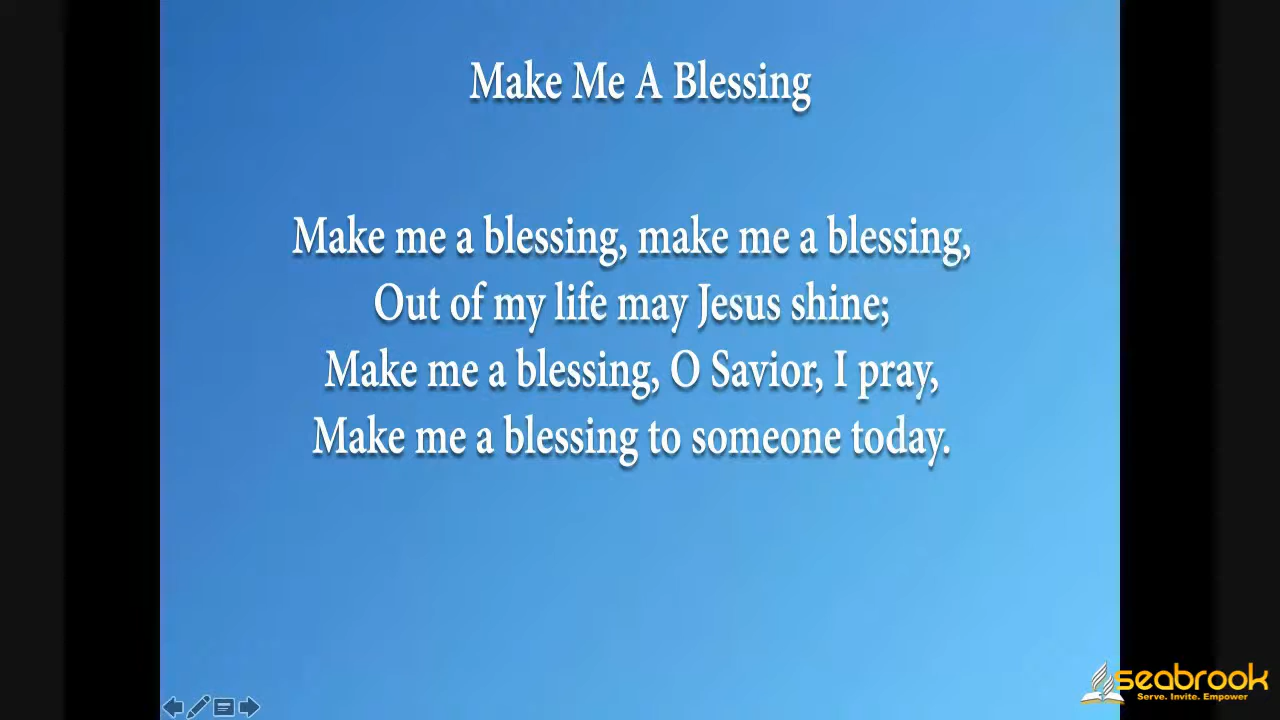 Make Me A Blessing
Make me a blessing, make me a blessing,
Out of my life may Jesus shine;
Make me a blessing, O Savior, I pray,
Make me a blessing to someone today.
seabrook
Serve. Invite. Empower